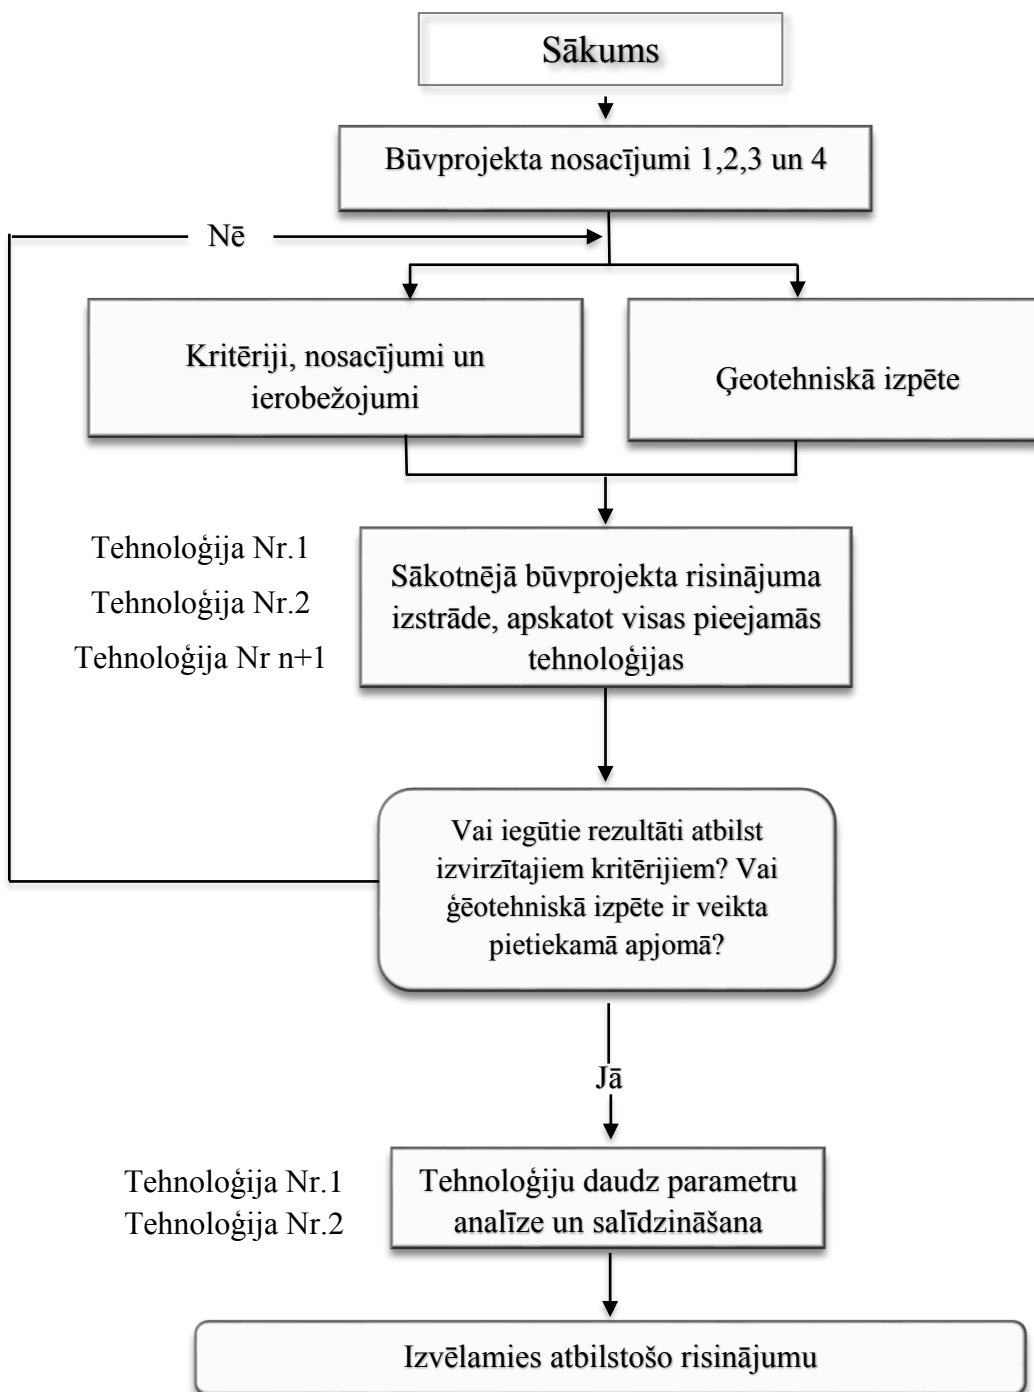 Sākums
Būvprojekta nosacījumi 1,2,3 un 4
Nē
Kritēriji, nosacījumi un
ierobežojumi
Ģeotehniskā izpēte
Tehnoloģija Nr.1
Tehnoloģija Nr.2
Tehnoloģija Nr n+1
Sākotnējā būvprojekta risinājuma
izstrāde, apskatot visas pieejamās
tehnoloģijas
Vai iegūtie rezultāti atbilst
izvirzītajiem kritērijiem? Vai
ģēotehniskā izpēte ir veikta
pietiekamā apjomā?
Jā
Tehnoloģija Nr.1
Tehnoloģija Nr.2
Tehnoloģiju daudz parametru
analīze un salīdzināšana
Izvēlamies atbilstošo risinājumu